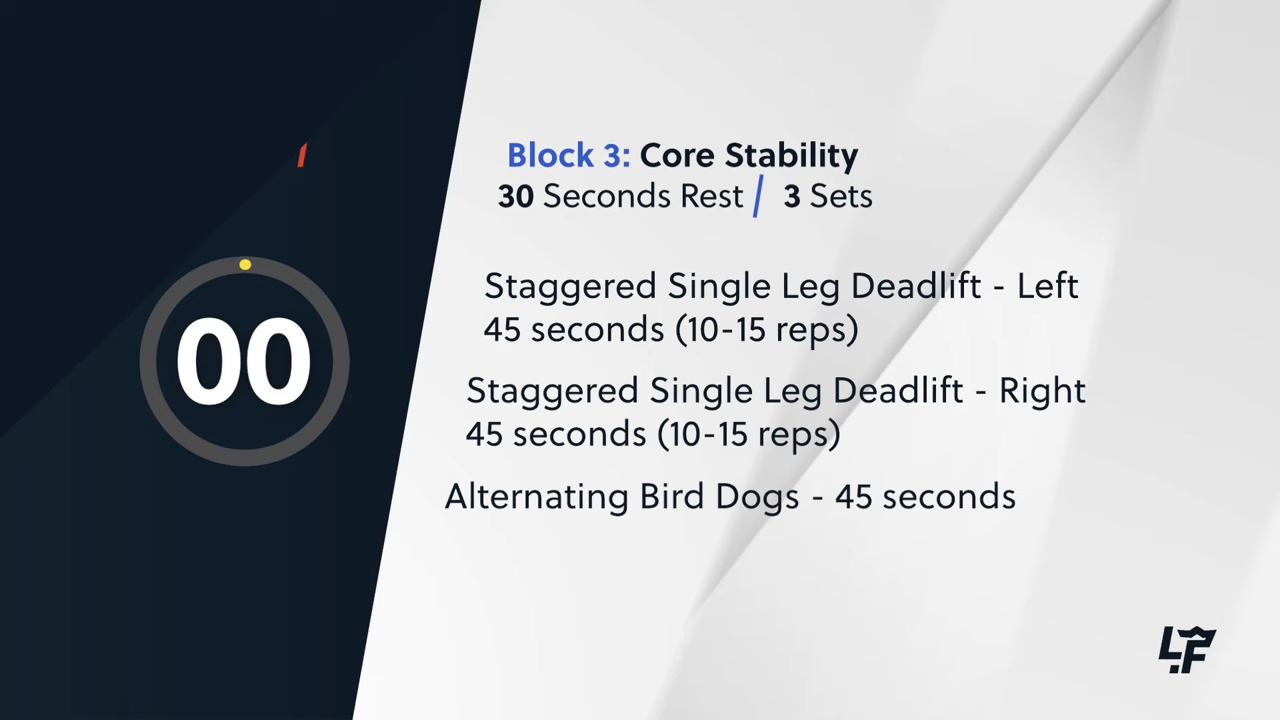 Block 3: Core Stability
30 Seconds Rest / 3 Sets
00
Staggered Single Leg Deadlift - Left
45 seconds (10-15 reps)
Staggered Single Leg Deadlift - Right
45 seconds (10-15 reps)
Alternating Bird Dogs - 45 seconds
LF